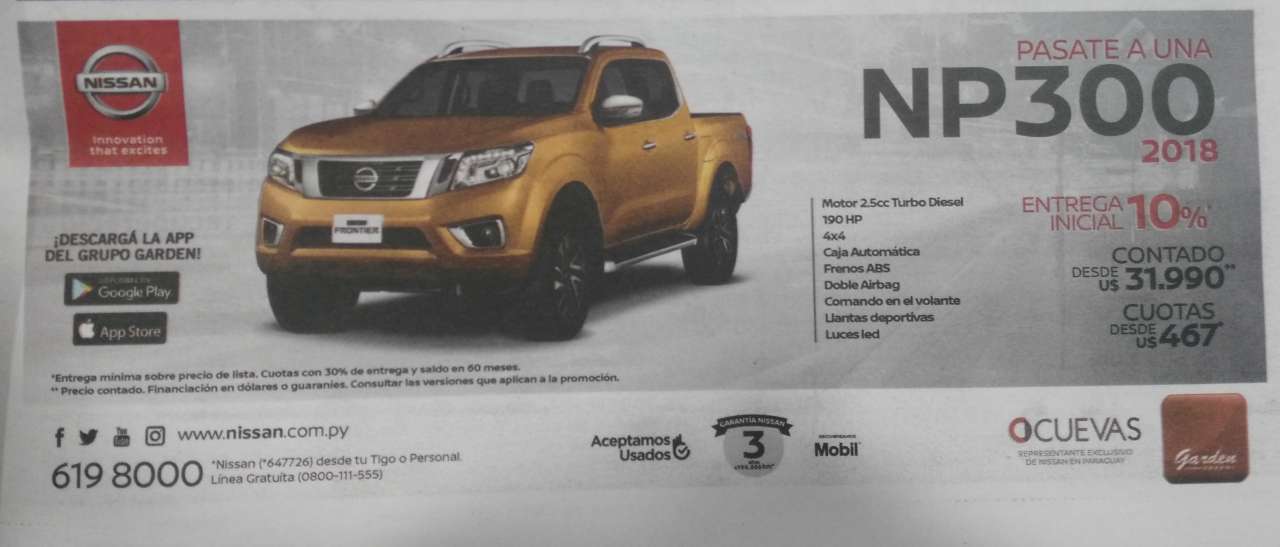 NISSAN
Innovation
that excites
¡DESCARGÁ LA APP
DEL GRUPO GARDEN!
Google Play
App Store
NISSAN
FRONTIER
PASATE A UNA
NP300
2018
Motor 2.5cc Turbo Diesel
190 HP
4x4
Caja Automática
Frenos ABS
Doble Airbag
Comando en el volante
Llantas deportivas
Luces led
ENTREGA
INICIAL 10%*
CONTADO
DESDE
U$ 31.990**
CUOTAS
DESDE
U$ 467*
*Entrega mínima sobre precio de lista. Cuotas con 30% de entrega y saldo en 60 meses.
** Precio contado. Financiación en dólares o guaraníes. Consultar las versiones que aplican a la promoción.
www.nissan.com.py
619 8000
*Nissan (*647726) desde tu Tigo o Personal.
Línea Gratuita (0800-111-555)
Aceptamos
Usados
GARANTÍA NISSAN
3
Mobil
CUEVAS
REPRESENTANTE EXCLUSIVO
DE NISSAN EN PARAGUAY
Garden